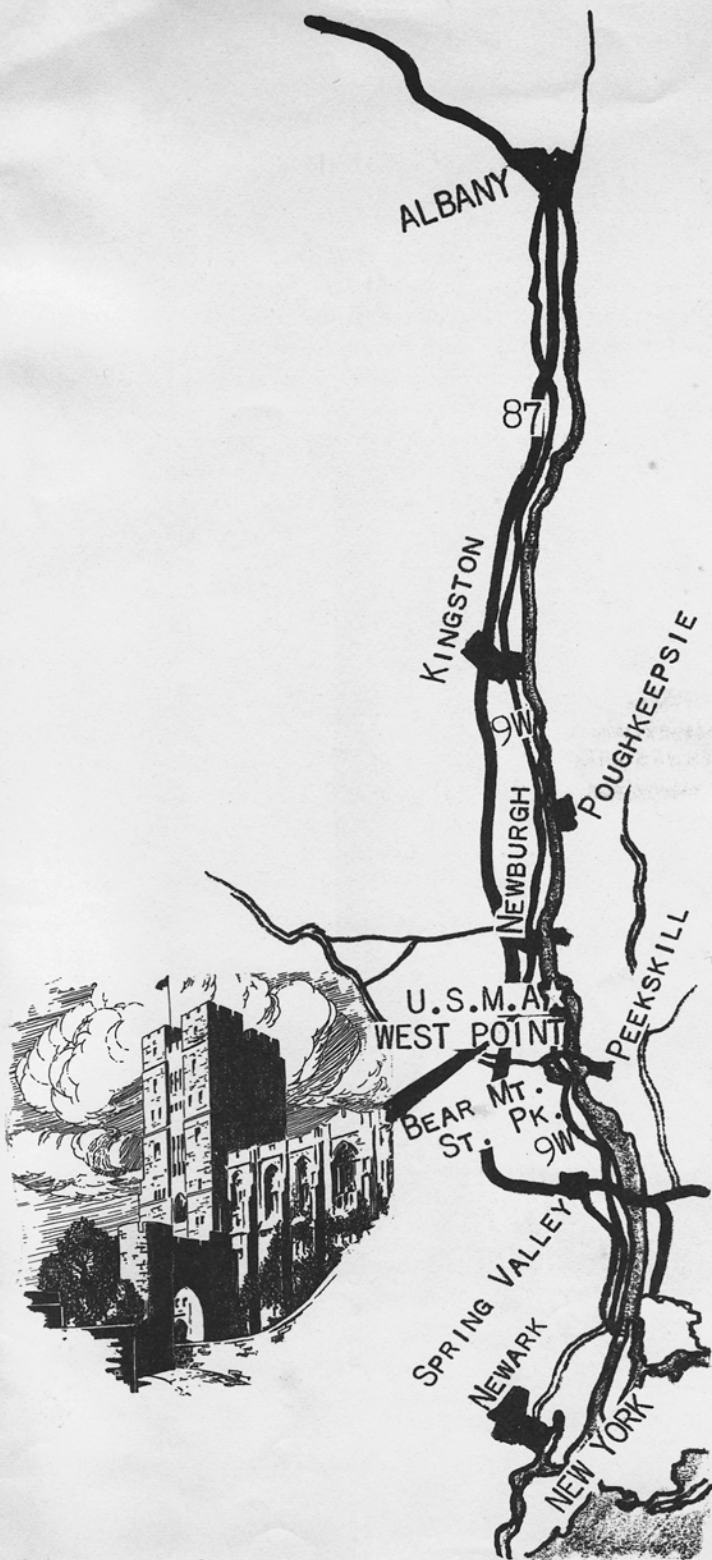 ALBANY
87
KINGSTON
POUGHKEEPSIE
9W
NEWBURGH
PEEKSKILL
U.S.M.A
WEST POINT
BEAR MT.
ST. PK.
9W
SPRING VALLEY
NEWARK
NEW YORK